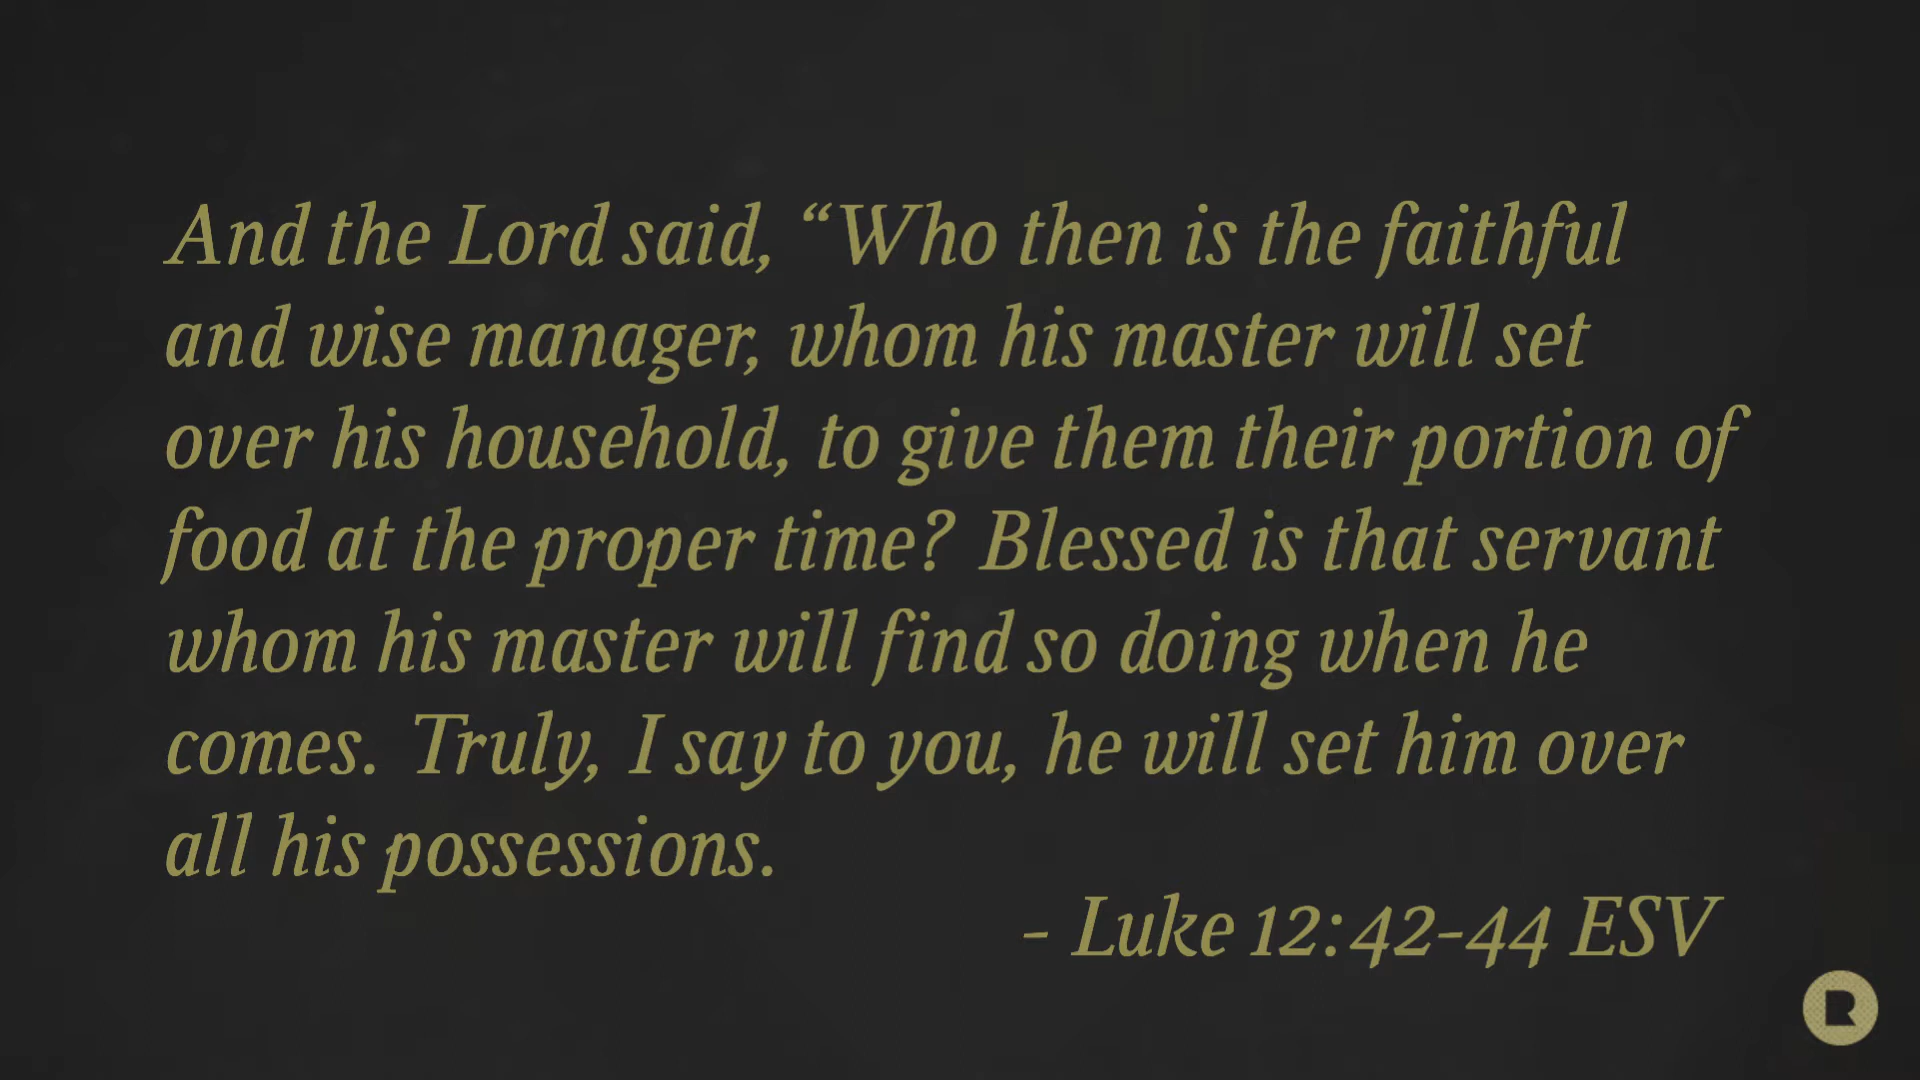 And the Lord said, “Who then is the faithful
and wise manager, whom his master will set
over his household, to give them their portion of
food at the proper time? Blessed is that servant
whom his master will find so doing when he
comes. Truly, I say to you, he will set him over
all his possessions.
- Luke 12:42-44 ESV
R